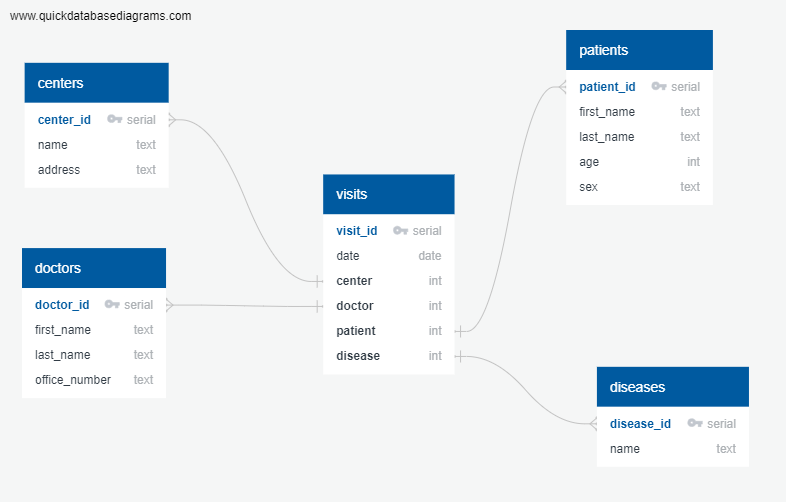 www.quickdatabasediagrams.com
centers
center_id serial
name text
address text
doctors
doctor_id serial
first_name text
last_name text
office_number text
visits
visit_id serial
date date
center int
doctor int
patient int
disease int
patients
patient_id serial
first_name text
last_name text
age int
sex text
diseases
disease_id serial
name text